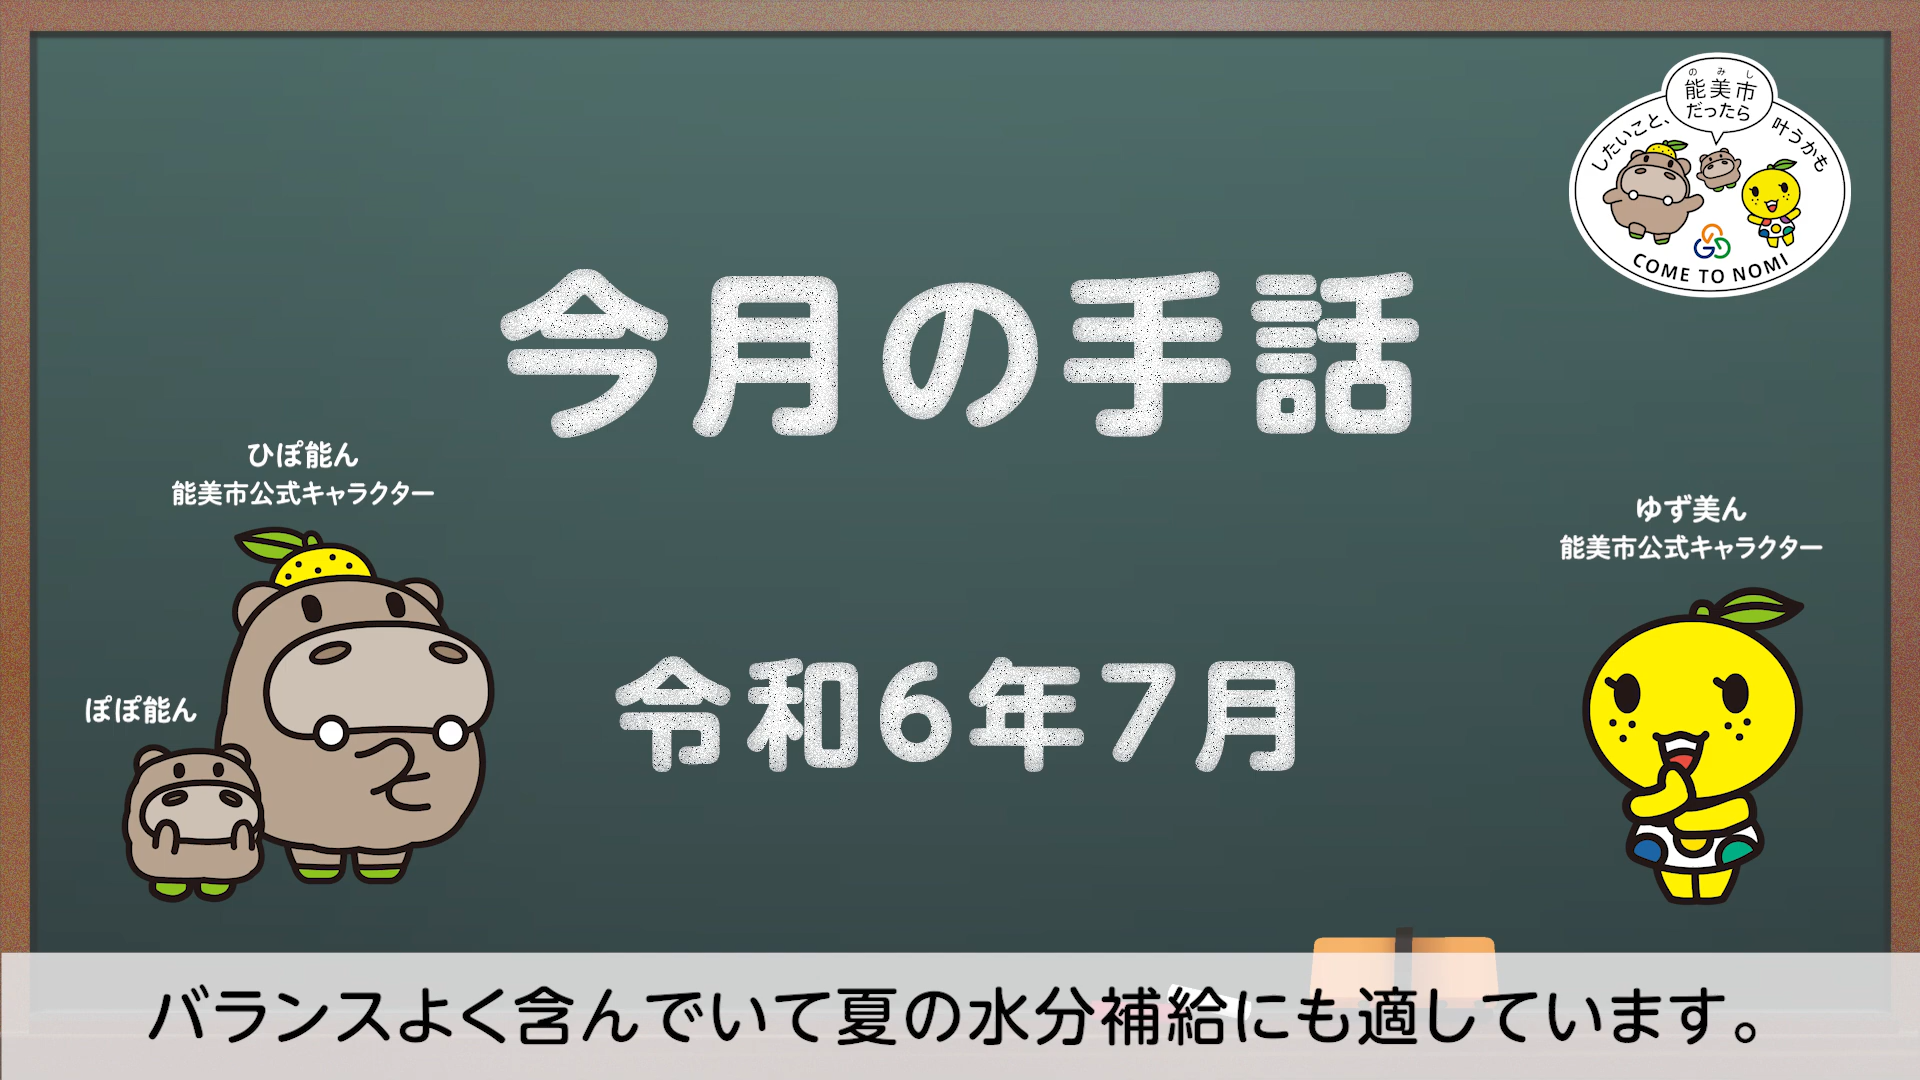 のみし
能美市
だったら
したいこと、
叶うかも
COME TO NOMI
今月の手話
ひぽ能ん
能美市公式キャラクター
ゆず美ん
能美市公式キャラクター
令和6年7月
ぽぽ能ん
バランスよく含んでいて夏の水分補給にも適しています。